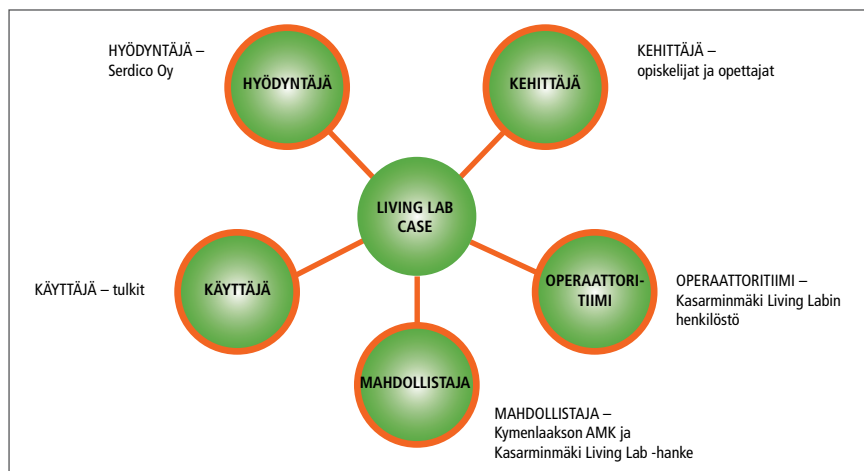 HYÖDYNTÄJÄ –
Serdico Oy
HYÖDYNTÄJÄ
KEHITTÄJÄ
KEHITTÄJÄ –
opiskelijat ja opettajat
LIVING LAB
CASE
KÄYTTÄJÄ – tulkit
KÄYTTÄJÄ
OPERAATTORI-
TIIMI
OPERAATTORITIIMI –
Kasarminmäki Living Labin
henkilöstö
MAHDOLLISTAJA
MAHDOLLISTAJA –
Kymenlaakson AMK ja
Kasarminmäki Living Lab -hanke